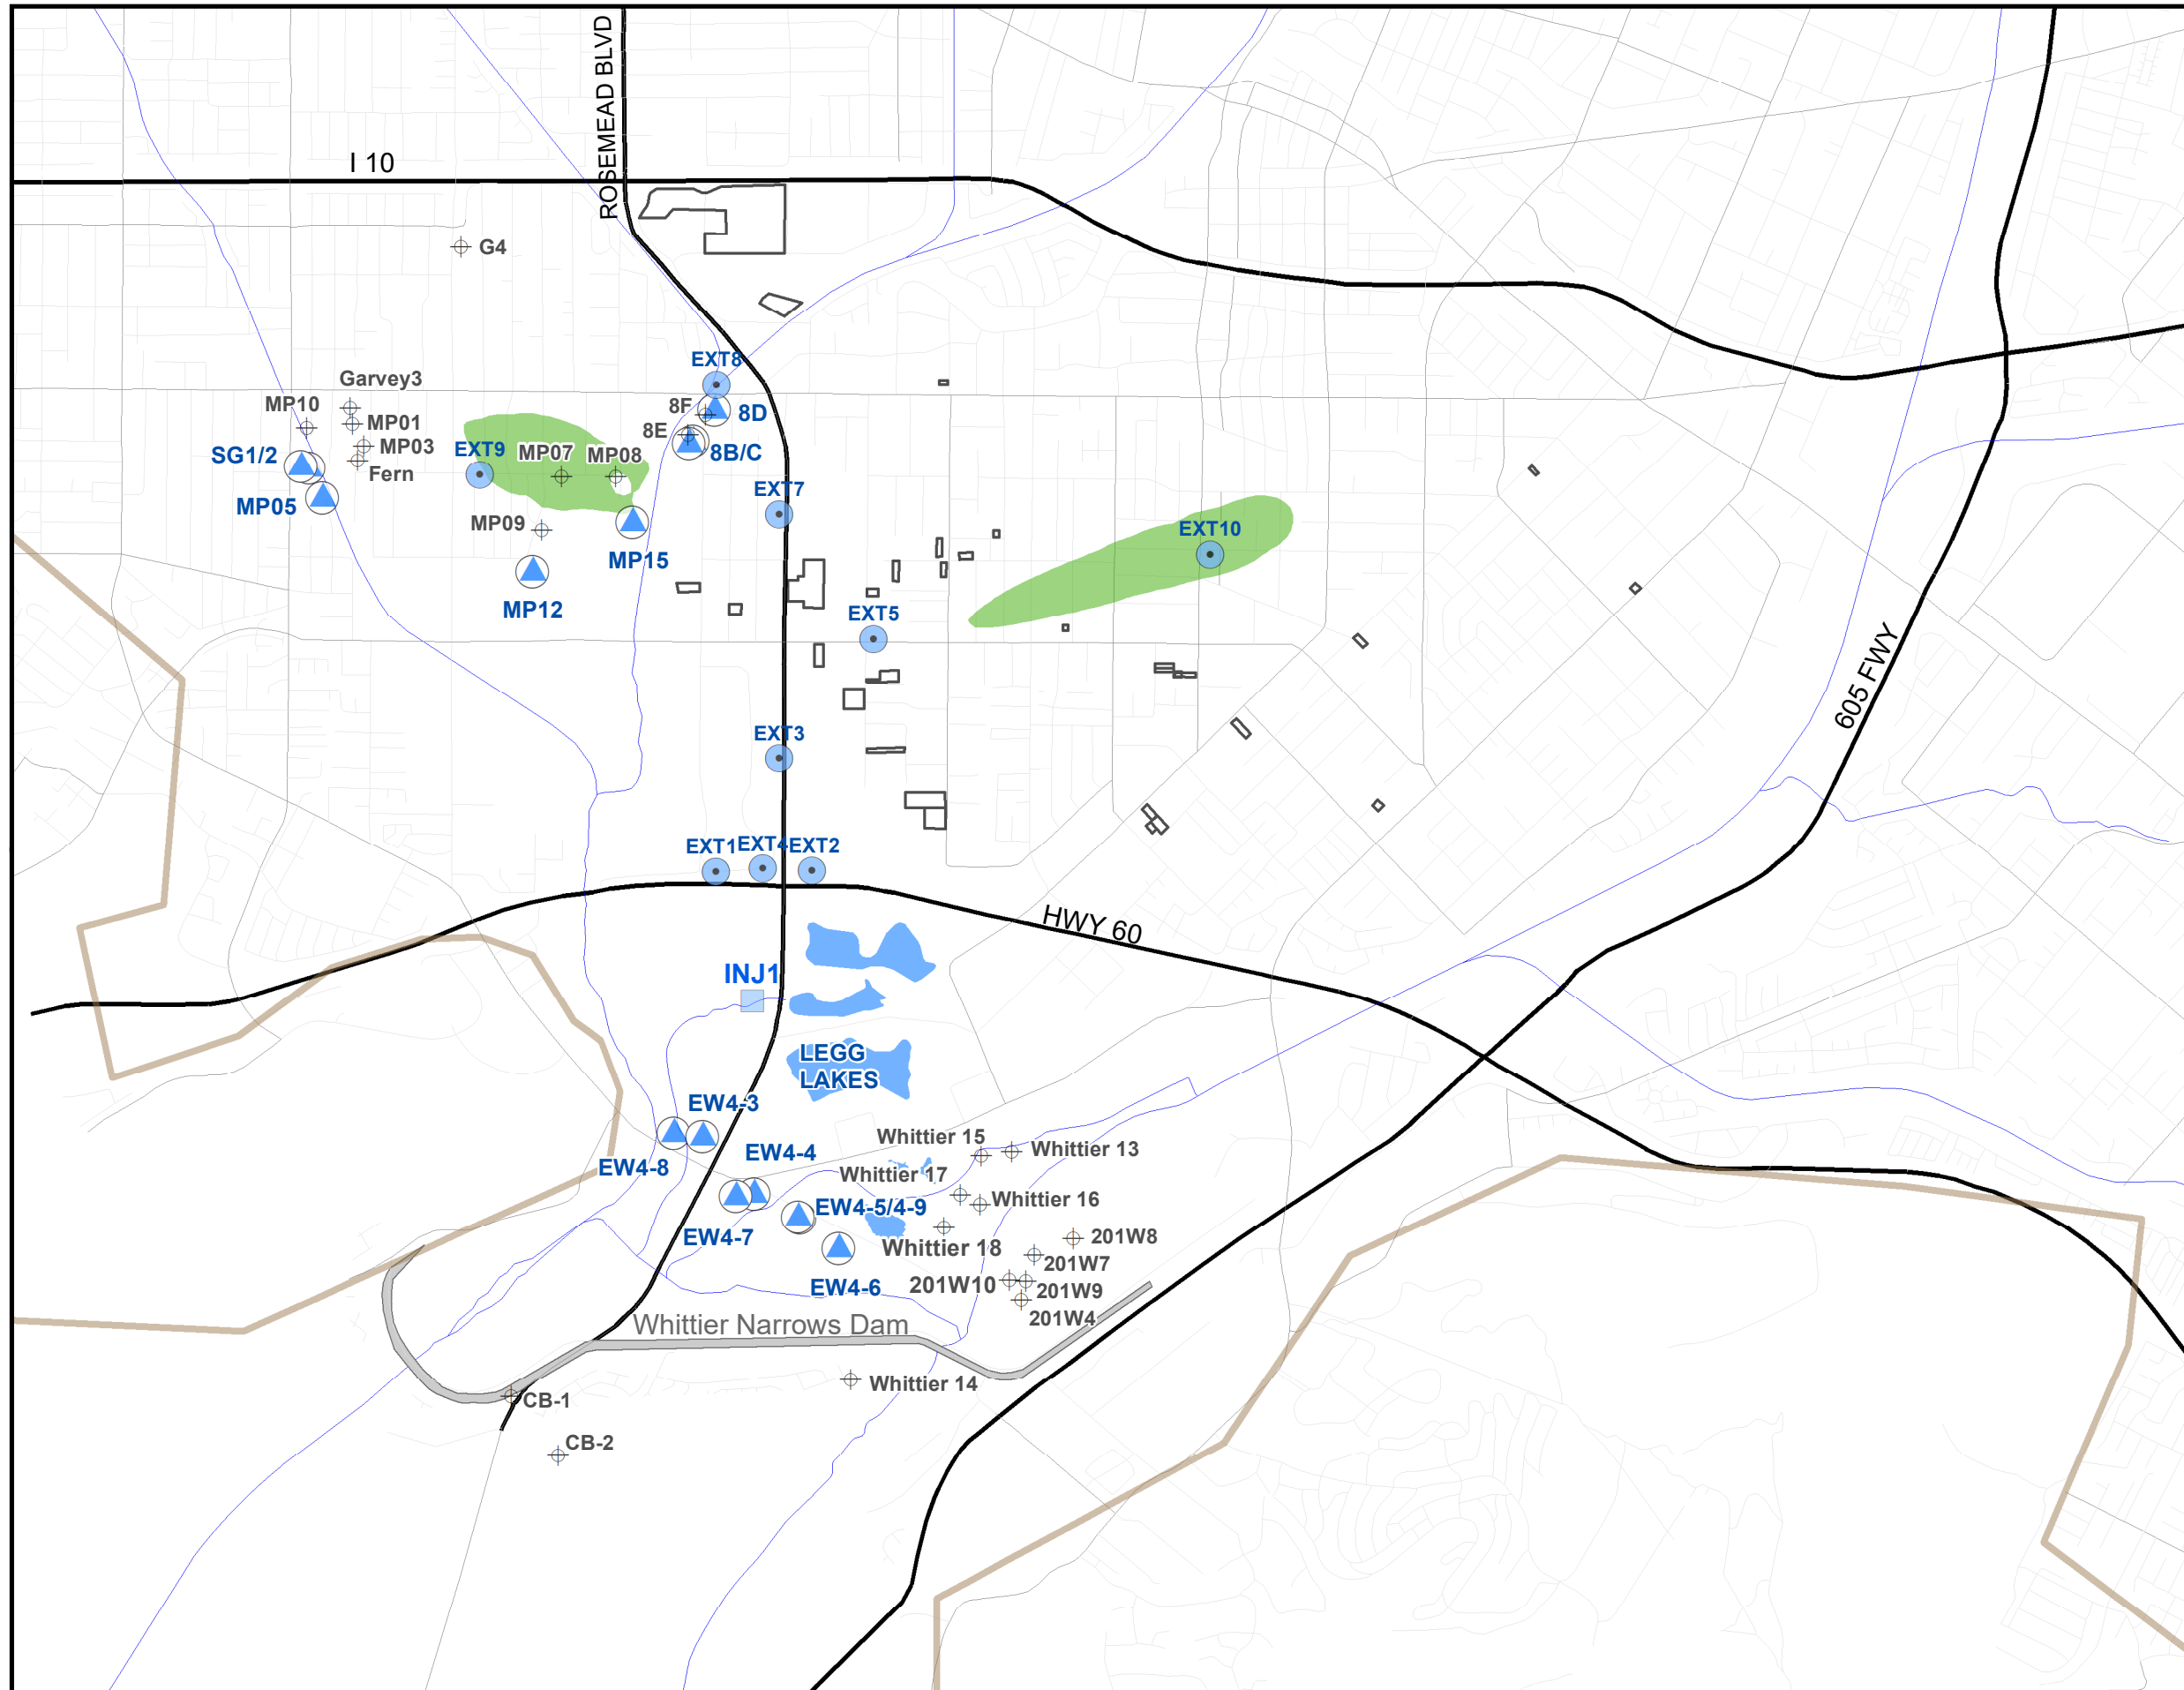 ROSEMEAD BLVD
I 10
G4
EXT8
Garvey3
MP10
8F
8D
MP01
8E
MP03
SG1/2
EXT9
MP07
MP08
8B/C
Fern
EXT7
MP05
MP09
EXT10
MP15
MP12
EXT5
605 FWY
EXT3
EXT1
EXT4
EXT2
HWY 60
INJ1
LEGG
LAKES
EW4-3
Whittier 15
Whittier 13
EW4-4
EW4-8
Whittier 17
Whittier 16
EW4-5/4-9
EW4-7
201W8
Whittier 18
201W7
EW4-6
201W10
201W9
201W4
Whittier Narrows Dam
Whittier 14
CB-1
CB-2